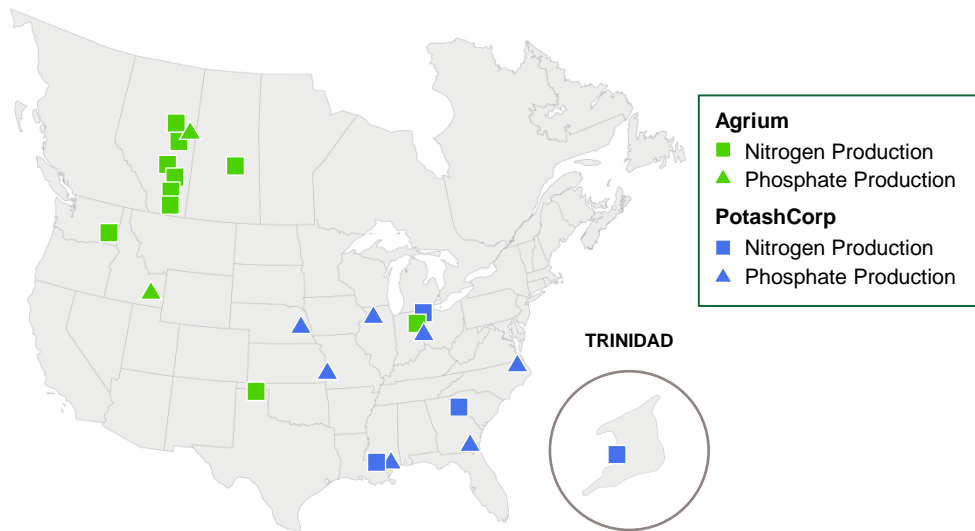 Agrium
Nitrogen Production
Phosphate Production
PotashCorp
Nitrogen Production
Phosphate Production
TRINIDAD